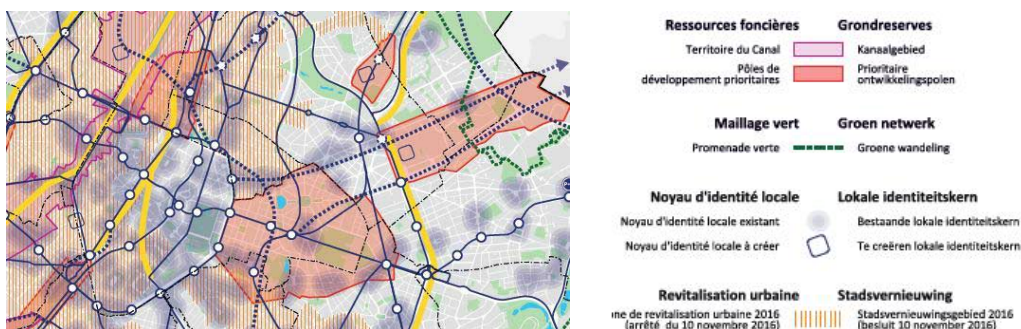 Ressources foncières Grondreserves
Territoire du Canal Kanaalgebied
Pôles de Prioritaire
développement prioritaires ontwikkelingspolen
Maillage vert Groen netwerk
Promenade verte Groene wandeling
Noyau d'identité locale Lokale identiteitskern
Noyau d'identité locale existant Bestaande lokale identiteitskern
Noyau d'identité locale à créer Te creëren lokale identiteitskern
Revitalisation urbaine Stadsvernieuwing
ne de revitalisation urbaine 2016 Stadsvernieuwingsgebied 2016
(arrêté du 10 novembre 2016) (besluit 10 november 2016)